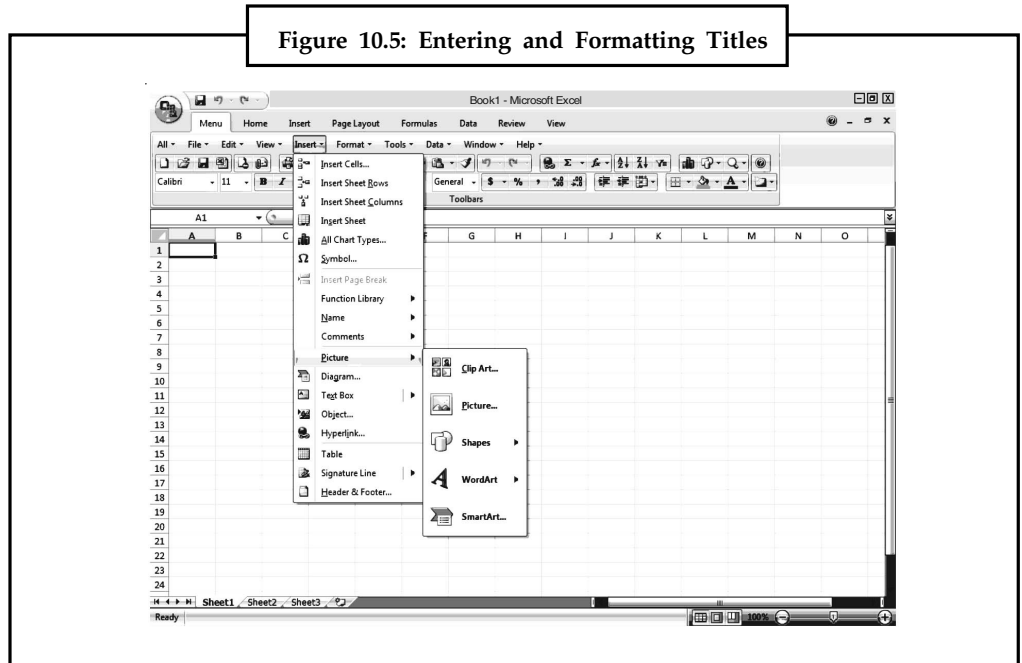 Figure 10.5: Entering and Formatting Titles
Book1 - Microsoft Excel
Menu Home Insert Page Layout Formulas Data Review View
All File Edit View Insert Format Tools Data Window Help
Calibri 11 B I General $ % ,
Toolbars
A1
A B C F G H I J K L M N O
Insert Cells...
Insert Sheet Rows
Insert Sheet Columns
Insert Sheet
All Chart Types...
Symbol...
Insert Page Break
Function Library
Name
Comments
Picture
Diagram...
Text Box
Object...
Hyperlink...
Table
Signature Line
Header & Footer...
Clip Art...
Picture...
Shapes
WordArt
SmartArt...
1
2
3
4
5
6
7
8
9
10
11
12
13
14
15
16
17
18
19
20
21
22
23
24
Sheet1 Sheet2 Sheet3
Ready 100%